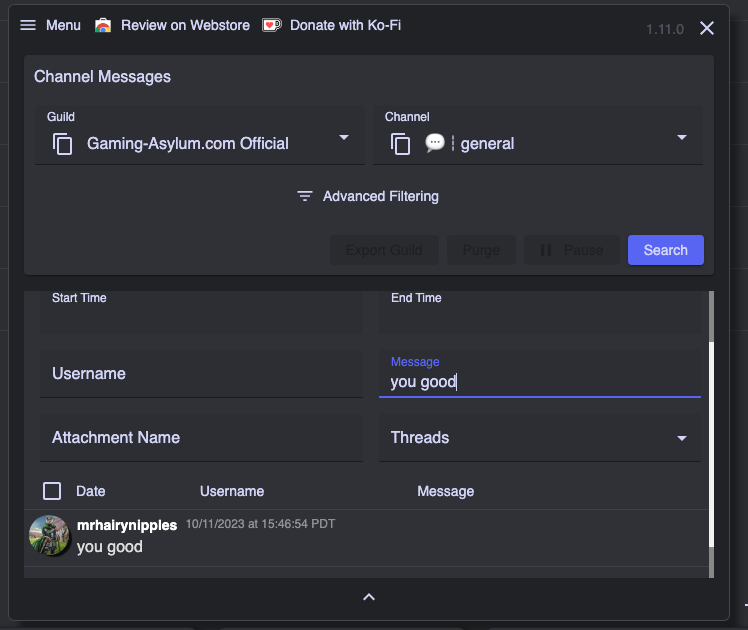 Menu Review on Webstore Donate with Ko-Fi 1.11.0
Channel Messages
Guild Channel
Gaming-Asylum.com Official 💬 ¦ general
Advanced Filtering
Export Guild Purge Pause Search
Start Time End Time
Username Message
you good
Attachment Name Threads
Date Username Message
mrhairynipples 10/11/2023 at 15:46:54 PDT
you good